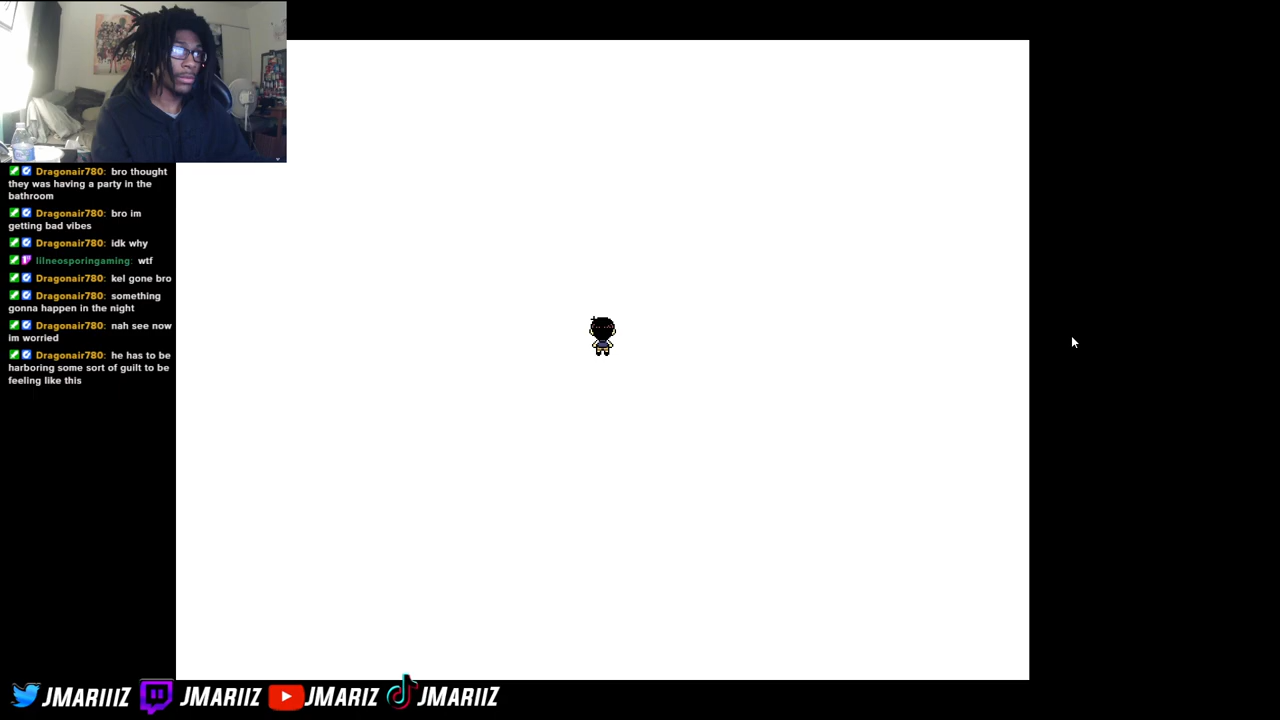 Dragonair780: bro thought
they was having a party in the
bathroom
Dragonair780: bro im
getting bad vibes
Dragonair780: idk why
lilneosporingaming: wtf
Dragonair780: kel gone bro
Dragonair780: something
gonna happen in the night
Dragonair780: nah see now
im worried
Dragonair780: he has to be
harboring some sort of guilt to be
feeling like this
JMARIIIZ JMARIIZ JMARIZ JMARIIZ